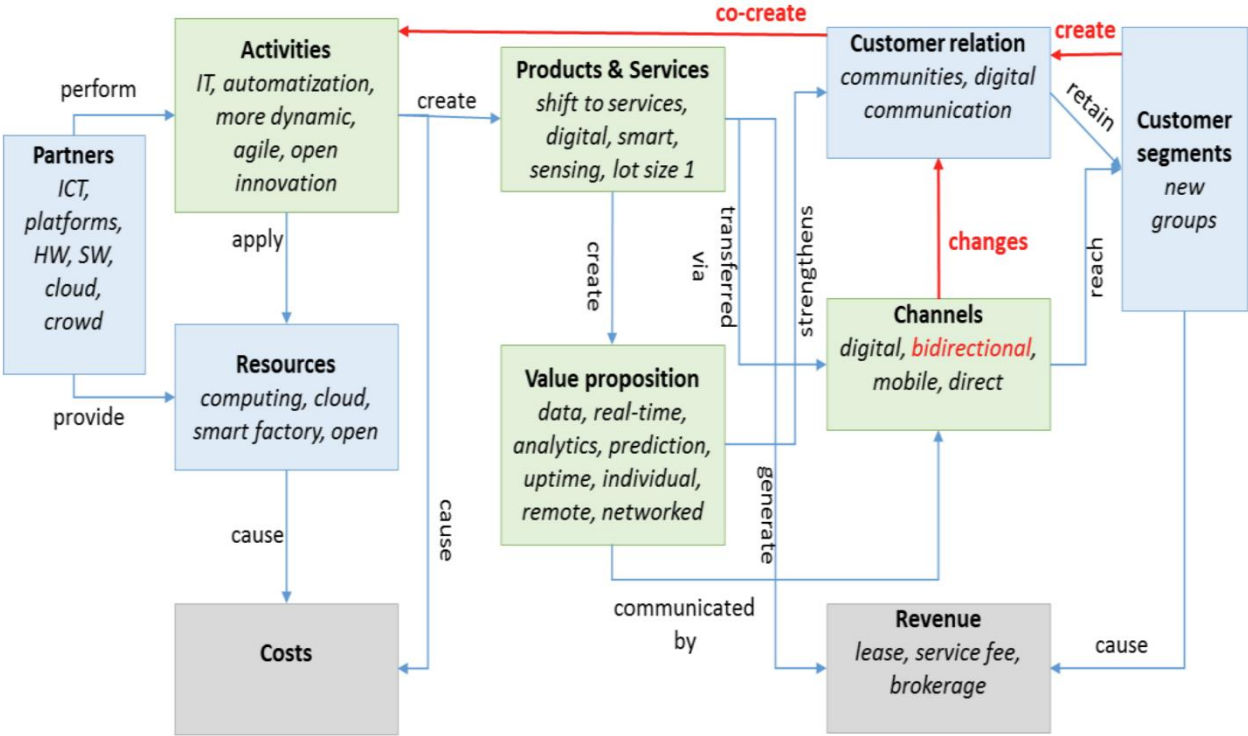 co-create
create
perform
Activities
IT, automatization,
more dynamic,
agile, open
innovation
create
Products & Services
shift to services,
digital, smart,
sensing, lot size 1
Customer relation
communities, digital
communication
retain
Customer
segments
new
groups
Partners
ICT,
platforms,
HW, SW,
cloud,
crowd
apply
create
transferred
via
strengthens
changes
reach
Resources
computing, cloud,
smart factory, open
provide
Value proposition
data, real-time,
analytics, prediction,
uptime, individual,
remote, networked
Channels
digital, bidirectional,
mobile, direct
cause
cause
generate
communicated
by
Costs
Revenue
lease, service fee,
brokerage
cause